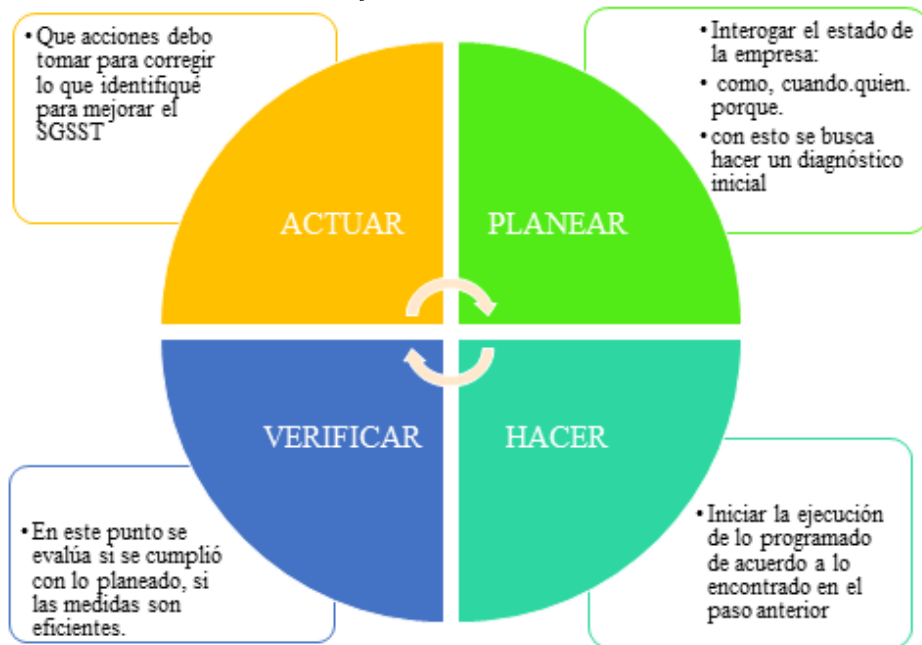 • Que acciones debo
tomar para corregir
lo que identifiqué
para mejorar el
SGSST
• Interogar el estado de
la empresa:
• como, cuando.quien.
porque.
• con esto se busca
hacer un diagnóstico
inicial
ACTUAR
PLANEAR
VERIFICAR
HACER
• En este punto se
evalúa si se cumplió
con lo planeado, si
las medidas son
eficientes.
• Iniciar la ejecución
de lo programado
de acuerdo a lo
encontrado en el
paso anterior